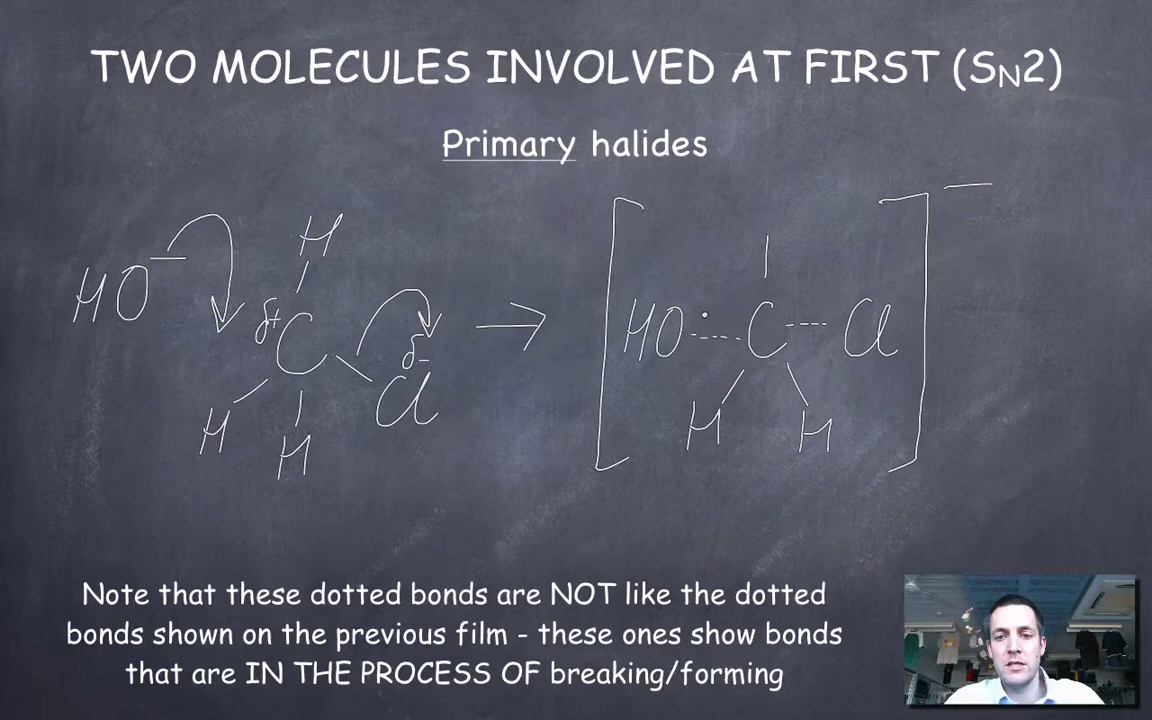 TWO MOLECULES INVOLVED AT FIRST (SN2)
Primary halides
H
HO⁻
δ+
C
δ-
Cl
H
H
HO
C
Cl
H
H
Note that these dotted bonds are NOT like the dotted
bonds shown on the previous film - these ones show bonds
that are IN THE PROCESS OF breaking/forming